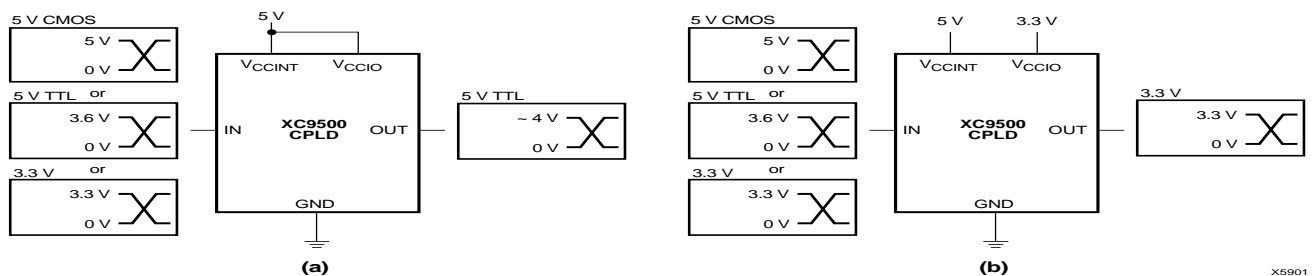 5 V CMOS
5 V
0 V
or
5 V TTL
3.6 V
0 V
or
3.3 V
3.3 V
0 V
5 V
VCCINT
VCCIO
IN
XC9500
CPLD
OUT
GND
5 V TTL
~ 4 V
0 V
(a)
5 V CMOS
5 V
0 V
or
5 V TTL
3.6 V
0 V
or
3.3 V
3.3 V
0 V
5 V
3.3 V
VCCINT
VCCIO
IN
XC9500
CPLD
OUT
GND
3.3 V
3.3 V
0 V
(b)
X5901